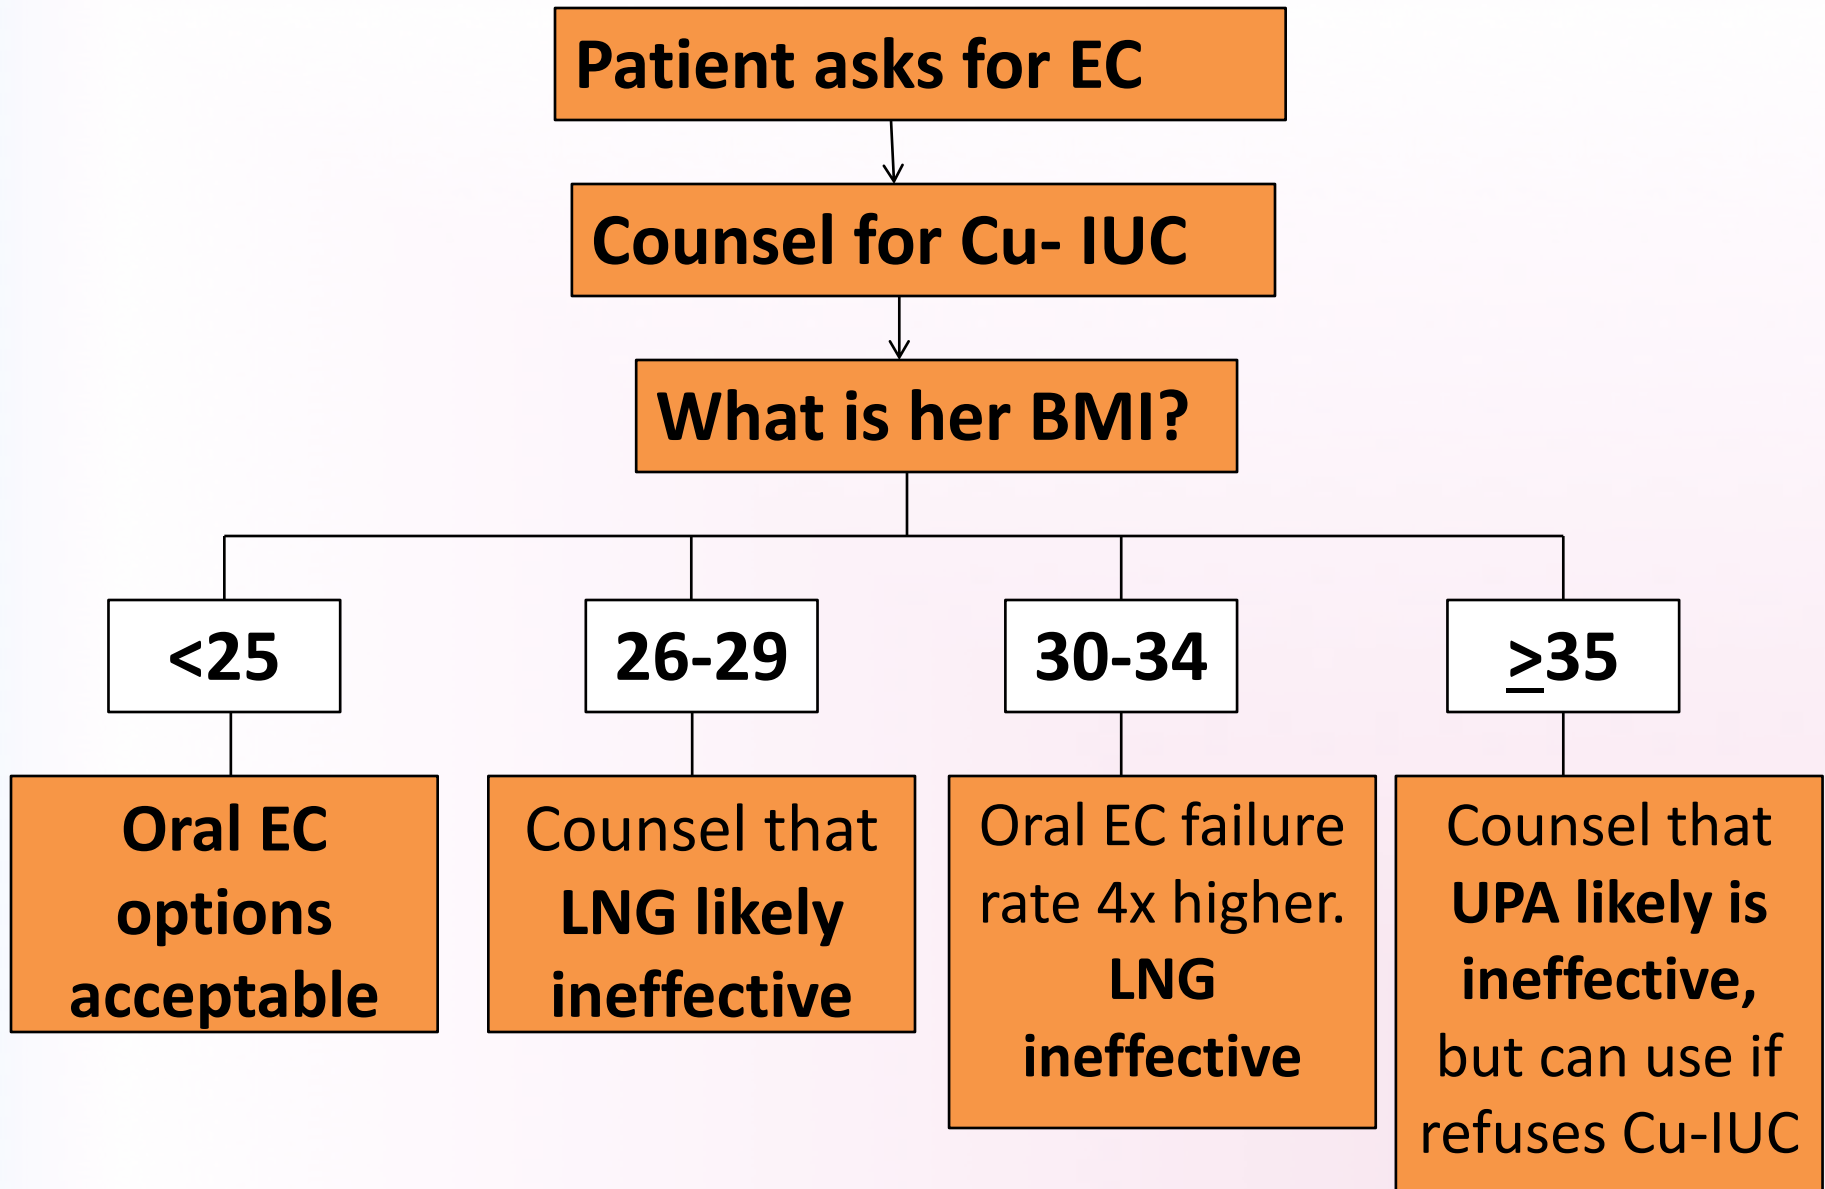 Patient asks for EC
Counsel for Cu- IUC
What is her BMI?
<25
26-29
30-34
≥35
Oral EC
options
acceptable
Counsel that
LNG likely
ineffective
Oral EC failure
rate 4x higher.
LNG
ineffective
Counsel that
UPA likely is
ineffective,
but can use if
refuses Cu-IUC